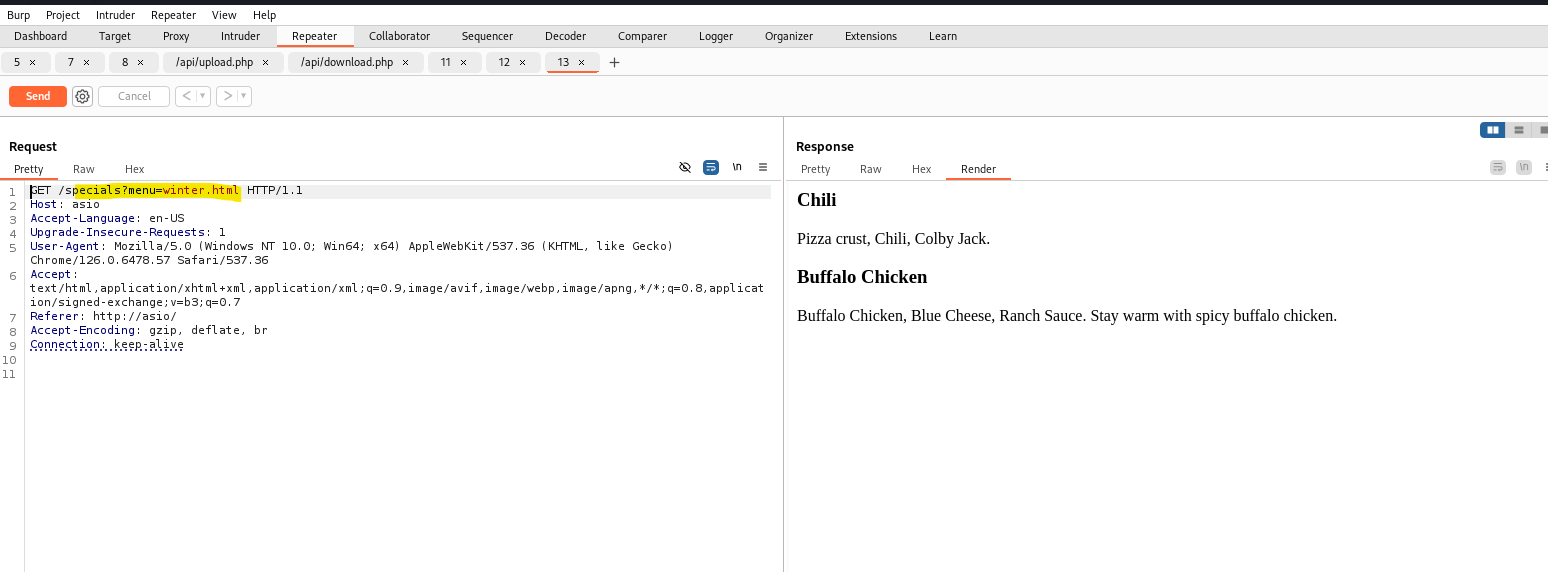 Burp Project Intruder Repeater View Help
Dashboard Target Proxy Intruder Repeater Collaborator Sequencer Decoder Comparer Logger Organizer Extensions Learn
5 × 7 × 8 × /api/upload.php × /api/download.php × 11 × 12 × 13 × +
Send Cancel < ▾ > ▾
Request
Pretty Raw Hex \n
1 GET /specials?menu=winter.html HTTP/1.1
2 Host: asio
3 Accept-Language: en-US
4 Upgrade-Insecure-Requests: 1
5 User-Agent: Mozilla/5.0 (Windows NT 10.0; Win64; x64) AppleWebKit/537.36 (KHTML, like Gecko)
Chrome/126.0.6478.57 Safari/537.36
6 Accept:
text/html,application/xhtml+xml,application/xml;q=0.9,image/avif,image/webp,image/apng,*/*;q=0.8,applicat
ion/signed-exchange;v=b3;q=0.7
7 Referer: http://asio/
8 Accept-Encoding: gzip, deflate, br
9 Connection: keep-alive
10
11
Response
Pretty Raw Hex Render \n
Chili
Pizza crust, Chili, Colby Jack.
Buffalo Chicken
Buffalo Chicken, Blue Cheese, Ranch Sauce. Stay warm with spicy buffalo chicken.